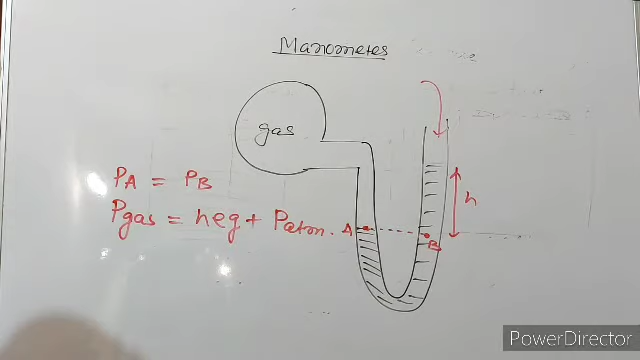 Manometes
gas
PA = PB
Pgas = heg + Patm.
A
B
h
PowerDirector